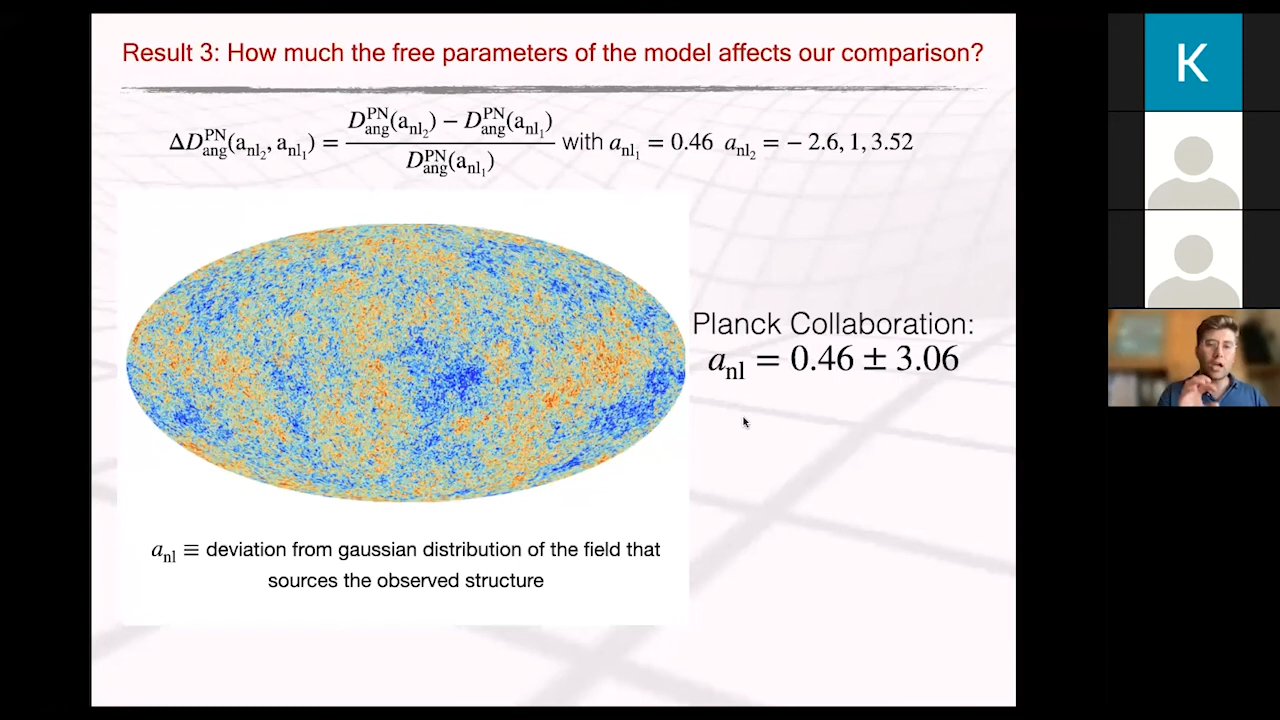 Result 3: How much the free parameters of the model affects our comparison?
ΔD^PN_ang(a_nl₂, a_nl₁) = (D^PN_ang(a_nl₂) − D^PN_ang(a_nl₁)) / D^PN_ang(a_nl₁) with a_nl₁ = 0.46 a_nl₂ = − 2.6, 1, 3.52
Planck Collaboration:
a_nl = 0.46 ± 3.06
a_nl ≡ deviation from gaussian distribution of the field that
sources the observed structure
K